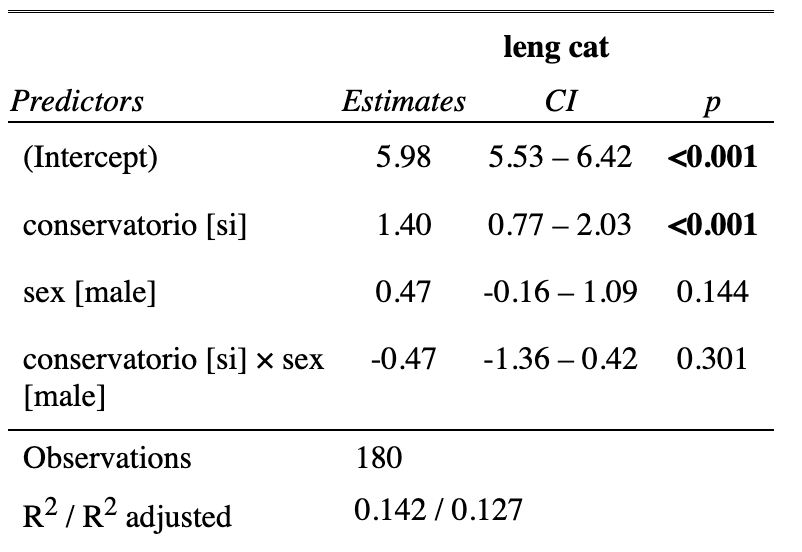 leng cat
Predictors Estimates CI p
(Intercept) 5.98 5.53 – 6.42 <0.001
conservatorio [si] 1.40 0.77 – 2.03 <0.001
sex [male] 0.47 -0.16 – 1.09 0.144
conservatorio [si] × sex -0.47 -1.36 – 0.42 0.301
[male]
Observations 180
R² / R² adjusted 0.142 / 0.127